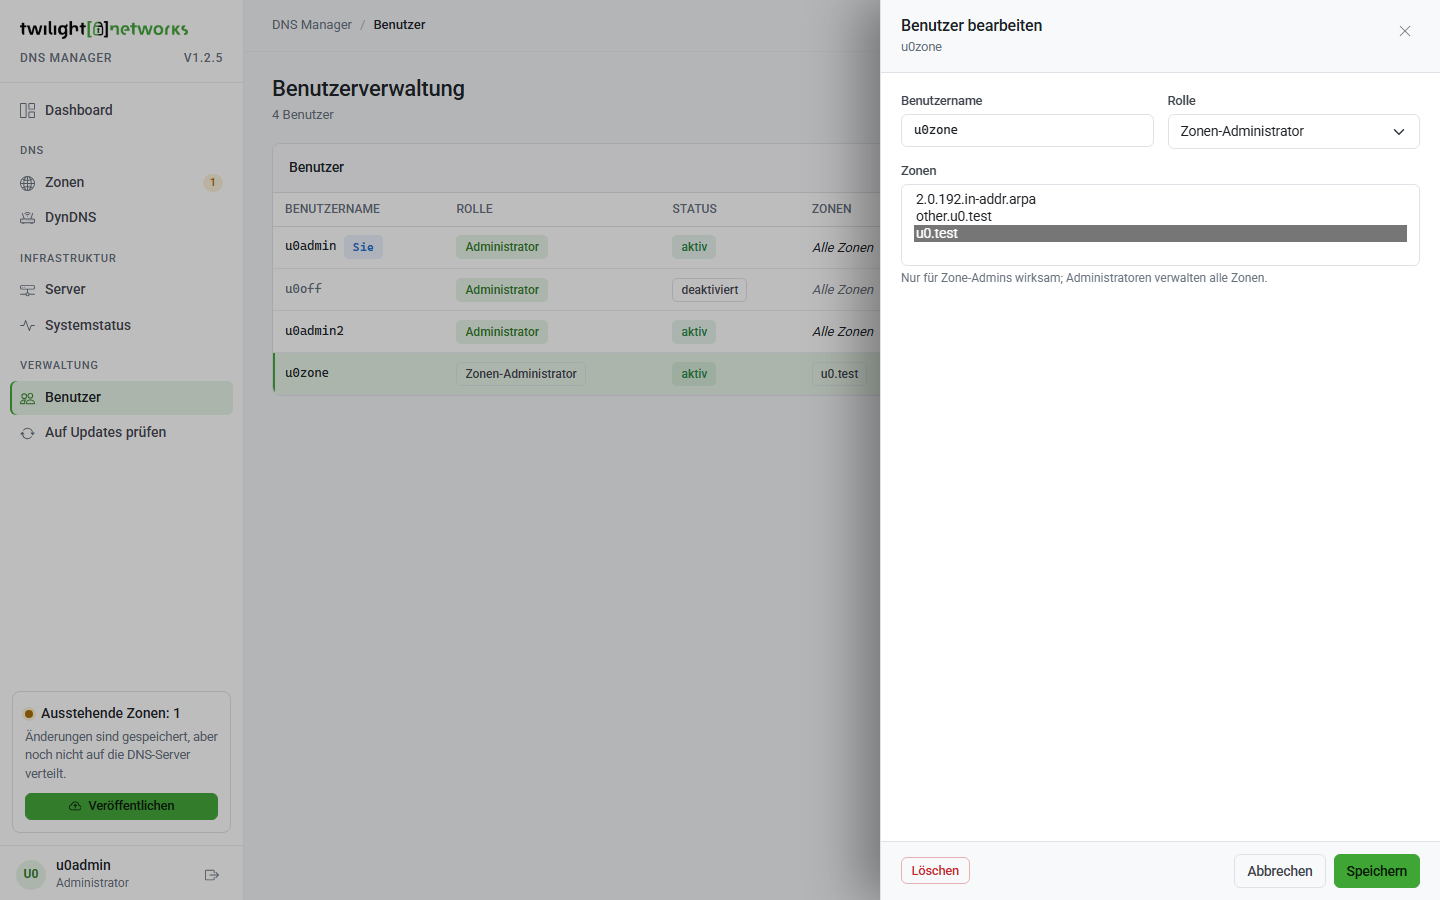 twilight[]networks
DNS MANAGER V1.2.5
Dashboard
DNS
Zonen 1
DynDNS
INFRASTRUKTUR
Server
Systemstatus
VERWALTUNG
Benutzer
Auf Updates prüfen
Ausstehende Zonen: 1
Änderungen sind gespeichert, aber
noch nicht auf die DNS-Server
verteilt.
Veröffentlichen
U0 u0admin
Administrator
DNS Manager / Benutzer
Benutzerverwaltung
4 Benutzer
Benutzer
BENUTZERNAME ROLLE STATUS ZONEN
u0admin Sie Administrator aktiv Alle Zonen
u0off Administrator deaktiviert Alle Zonen
u0admin2 Administrator aktiv Alle Zonen
u0zone Zonen-Administrator aktiv u0.test
Benutzer bearbeiten
u0zone
Benutzername Rolle
u0zone Zonen-Administrator
Zonen
2.0.192.in-addr.arpa
other.u0.test
u0.test
Nur für Zone-Admins wirksam; Administratoren verwalten alle Zonen.
Löschen Abbrechen Speichern